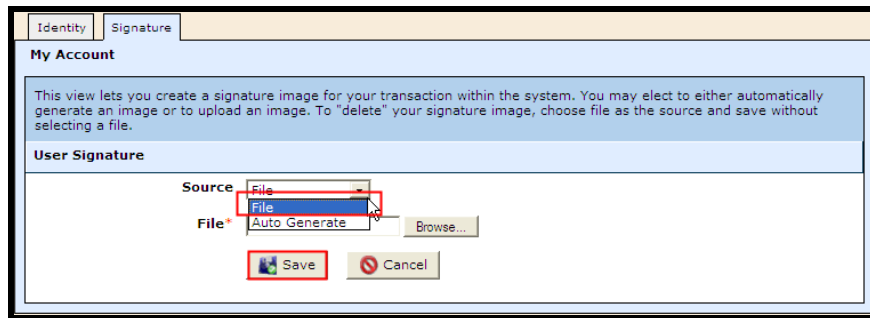 Identity Signature
My Account
This view lets you create a signature image for your transaction within the system. You may elect to either automatically
generate an image or to upload an image. To "delete" your signature image, choose file as the source and save without
selecting a file.
User Signature
Source File
File
File* Auto Generate Browse...
Save Cancel